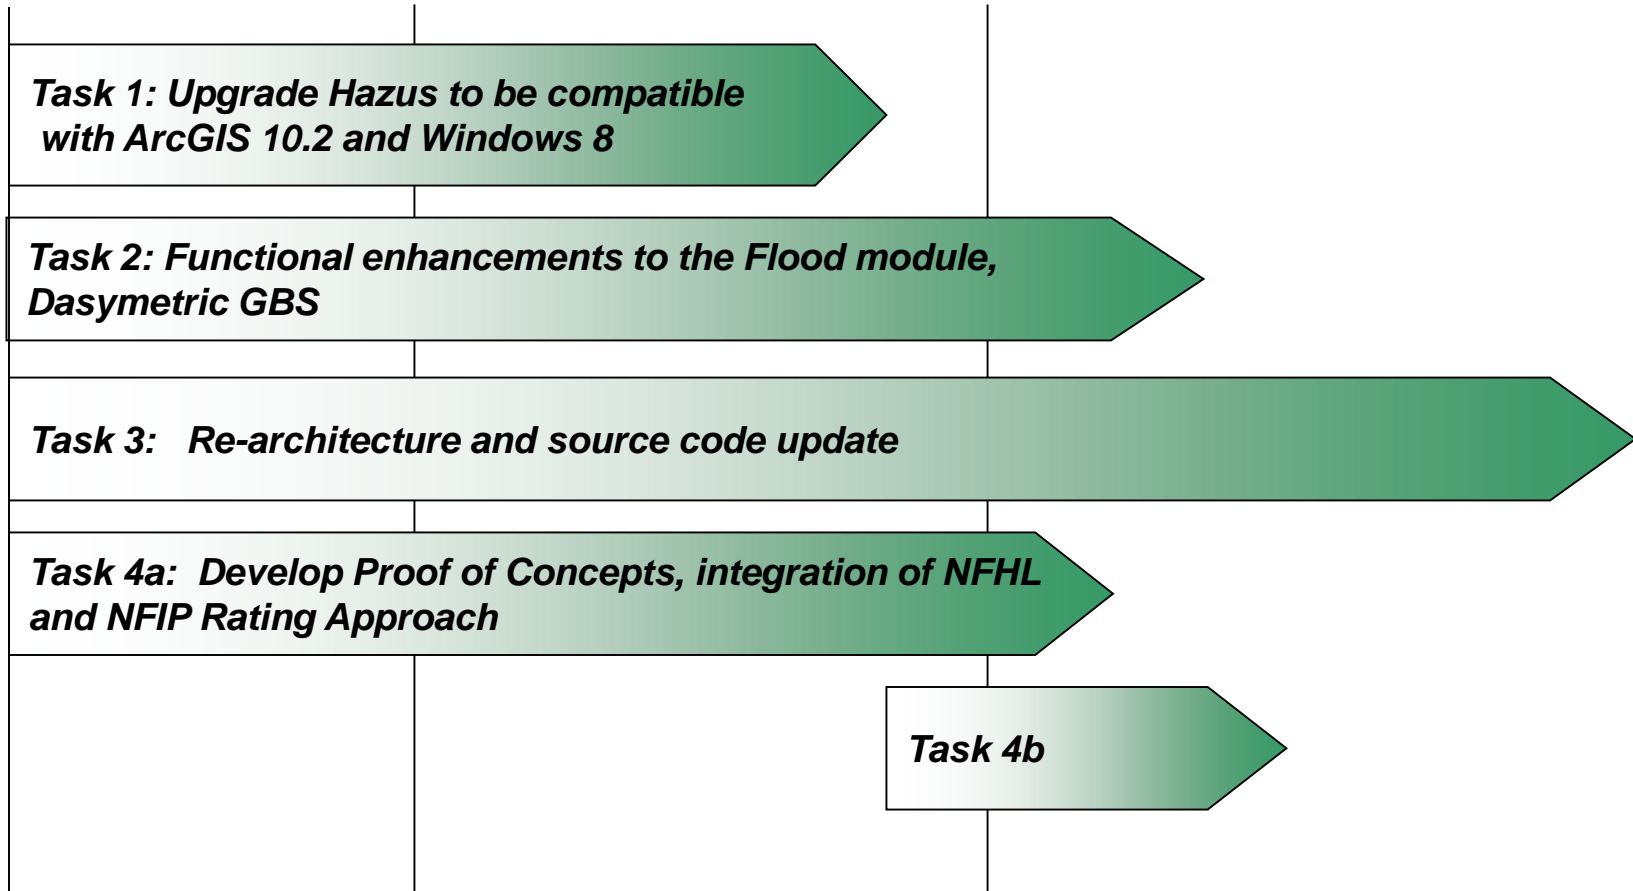 Task 1: Upgrade Hazus to be compatible
with ArcGIS 10.2 and Windows 8
Task 2: Functional enhancements to the Flood module,
Dasymetric GBS
Task 3:   Re-architecture and source code update
Task 4a:  Develop Proof of Concepts, integration of NFHL
and NFIP Rating Approach
Task 4b